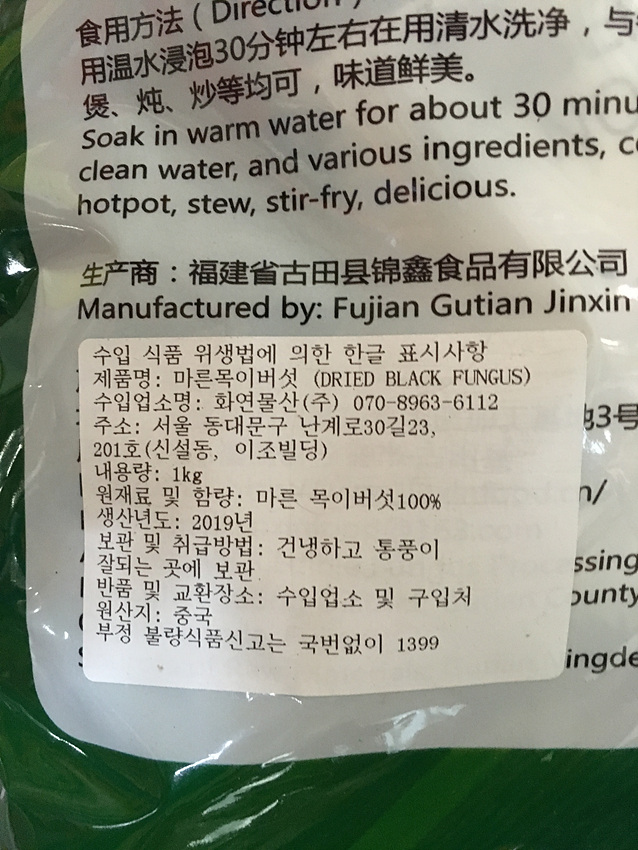 食用方法（Direction）
用温水浸泡30分钟左右在用清水洗净，与
煲、炖、炒等均可，味道鲜美。
Soak in warm water for about 30 minu
clean water, and various ingredients, c
hotpot, stew, stir-fry, delicious.
生产商：福建省古田县锦鑫食品有限公司
Manufactured by: Fujian Gutian Jinxin
수입 식품 위생법에 의한 한글 표시사항
제품명: 마른목이버섯 (DRIED BLACK FUNGUS)
수입업소명: 화연물산(주) 070-8963-6112
주소: 서울 동대문구 난계로30길23,
201호(신설동, 이조빌딩)
내용량: 1kg
원재료 및 함량: 마른 목이버섯100%
생산년도: 2019년
보관 및 취급방법: 건냉하고 통풍이
잘되는 곳에 보관
반품 및 교환장소: 수입업소 및 구입처
원산지: 중국
부정 불량식품신고는 국번없이 1399
3号
n/
ssing
ounty
ingde